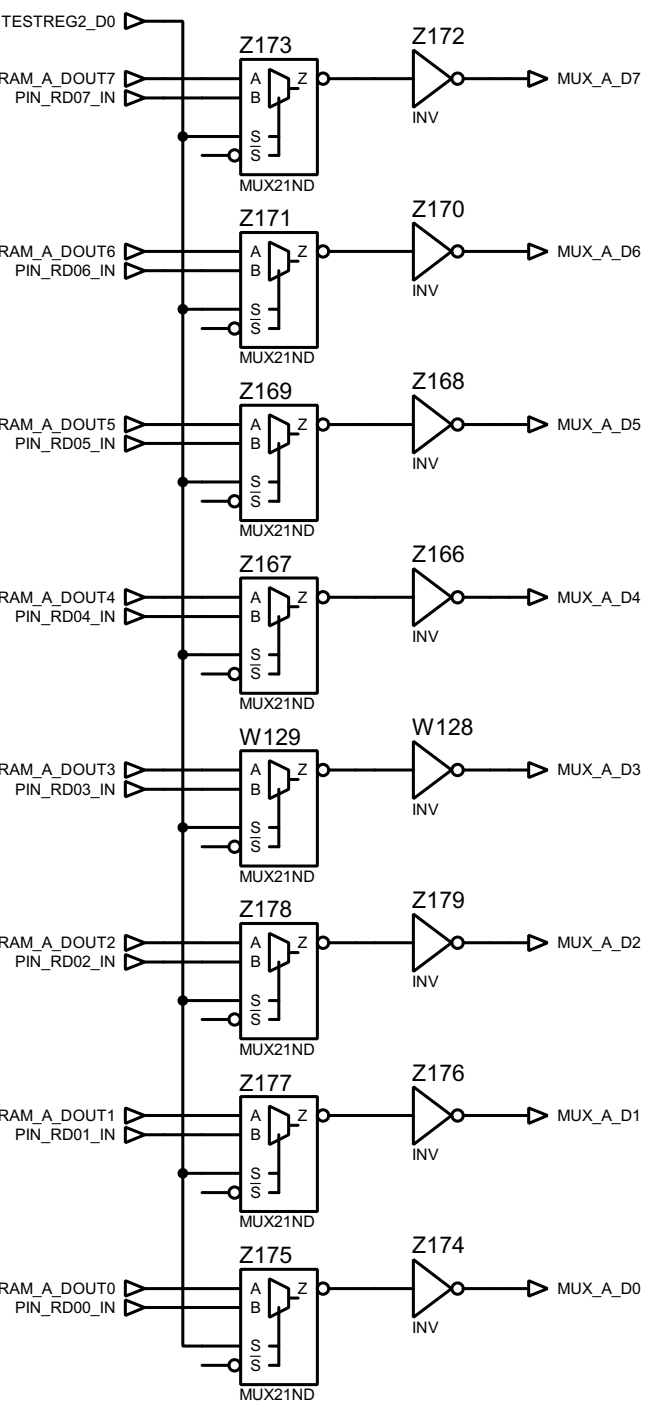 TESTREG2_D0
Z173
Z172
RAM_A_DOUT7
A
Z
MUX_A_D7
PIN_RD07_IN
B
INV
S
S
MUX21ND
Z171
Z170
RAM_A_DOUT6
A
Z
MUX_A_D6
PIN_RD06_IN
B
INV
S
S
MUX21ND
Z169
Z168
RAM_A_DOUT5
A
Z
MUX_A_D5
PIN_RD05_IN
B
INV
S
S
MUX21ND
Z167
Z166
RAM_A_DOUT4
A
Z
MUX_A_D4
PIN_RD04_IN
B
INV
S
S
MUX21ND
W129
W128
RAM_A_DOUT3
A
Z
MUX_A_D3
PIN_RD03_IN
B
INV
S
S
MUX21ND
Z178
Z179
RAM_A_DOUT2
A
Z
MUX_A_D2
PIN_RD02_IN
B
INV
S
S
MUX21ND
Z177
Z176
RAM_A_DOUT1
A
Z
MUX_A_D1
PIN_RD01_IN
B
INV
S
S
MUX21ND
Z175
Z174
RAM_A_DOUT0
A
Z
MUX_A_D0
PIN_RD00_IN
B
INV
S
S
MUX21ND